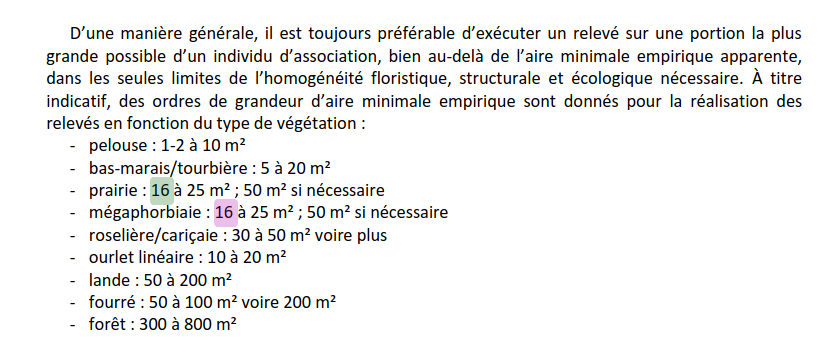 D’une manière générale, il est toujours préférable d’exécuter un relevé sur une portion la plus
grande possible d’un individu d’association, bien au-delà de l’aire minimale empirique apparente,
dans les seules limites de l’homogénéité floristique, structurale et écologique nécessaire. À titre
indicatif, des ordres de grandeur d’aire minimale empirique sont donnés pour la réalisation des
relevés en fonction du type de végétation :
- pelouse : 1-2 à 10 m²
- bas-marais/tourbière : 5 à 20 m²
- prairie : 16 à 25 m² ; 50 m² si nécessaire
- mégaphorbiaie : 16 à 25 m² ; 50 m² si nécessaire
- roselière/cariçaie : 30 à 50 m² voire plus
- ourlet linéaire : 10 à 20 m²
- lande : 50 à 200 m²
- fourré : 50 à 100 m² voire 200 m²
- forêt : 300 à 800 m²